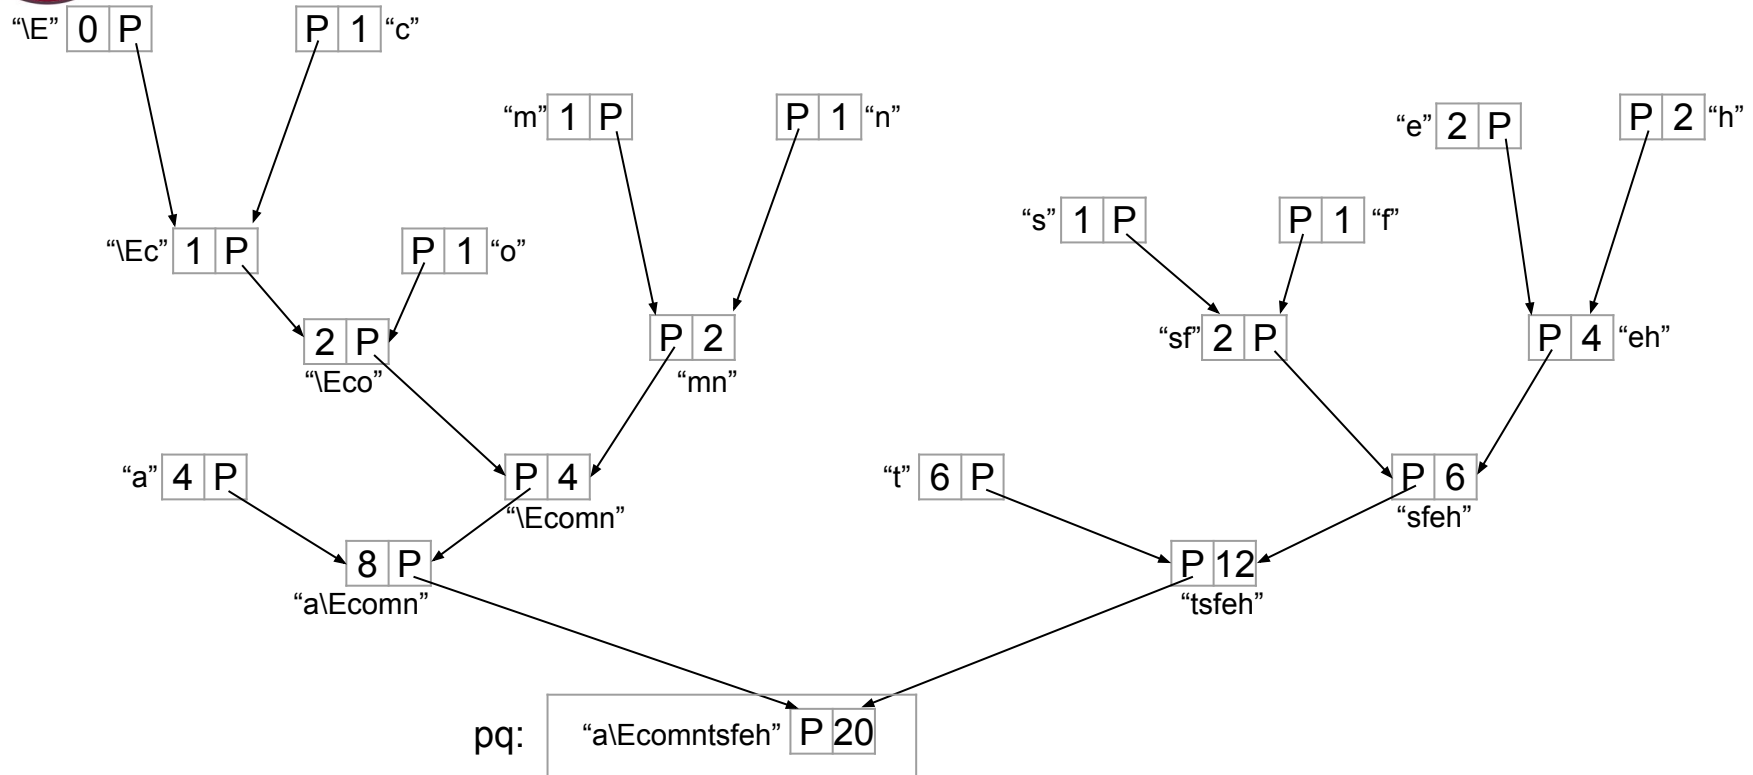 “\E” 0 P P 1 “c”
“m” 1 P P 1 “n” “e” 2 P P 2 “h”
“s” 1 P P 1 “f”
“\Ec” 1 P P 1 “o”
2 P P 2 “sf” 2 P P 4 “eh”
“\Eco” “mn”
“a” 4 P P 4 “t” 6 P P 6
“\Ecomn” “sfeh”
8 P P 12
“a\Ecomn” “tsfeh”
pq: “a\Ecomntsfeh” P 20